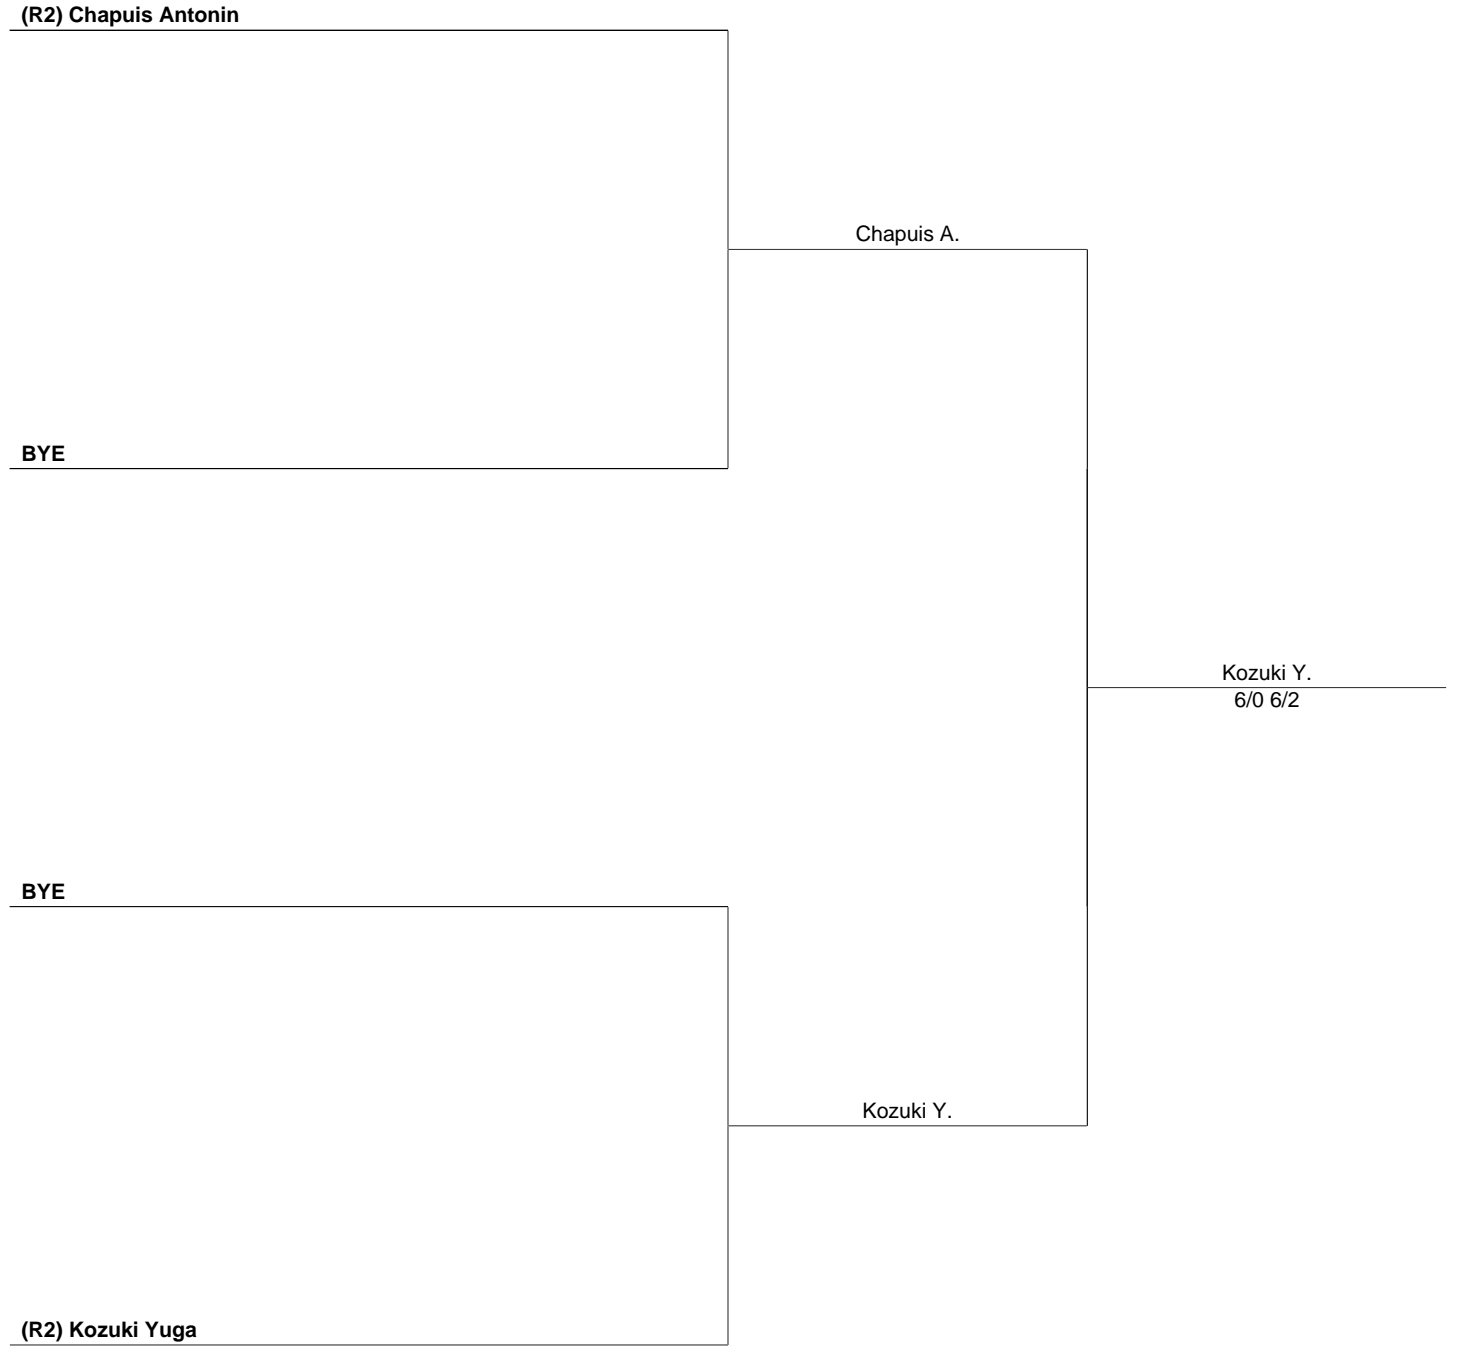 (R2) Chapuis Antonin
Chapuis A.
BYE
Kozuki Y.
6/0 6/2
BYE
Kozuki Y.
(R2) Kozuki Yuga